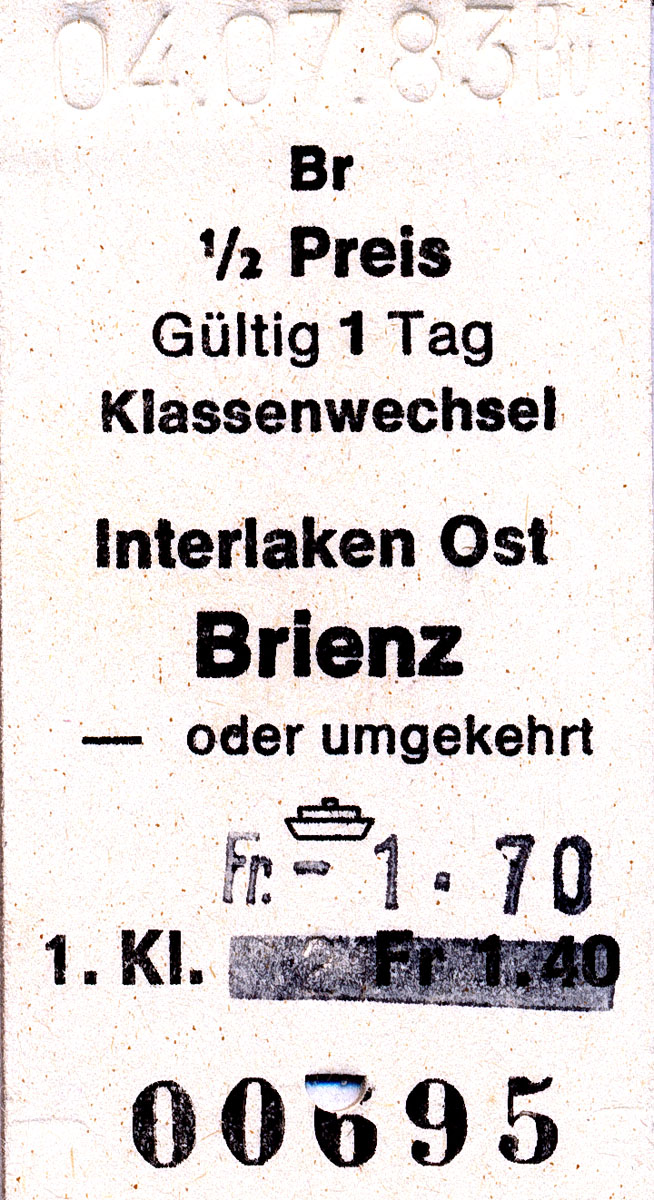 04.07.83
Br
1/2 Preis
Gültig 1 Tag
Klassenwechsel
Interlaken Ost
Brienz
— oder umgekehrt
Fr. - 1.70
1. Kl. Fr 1.40
00695